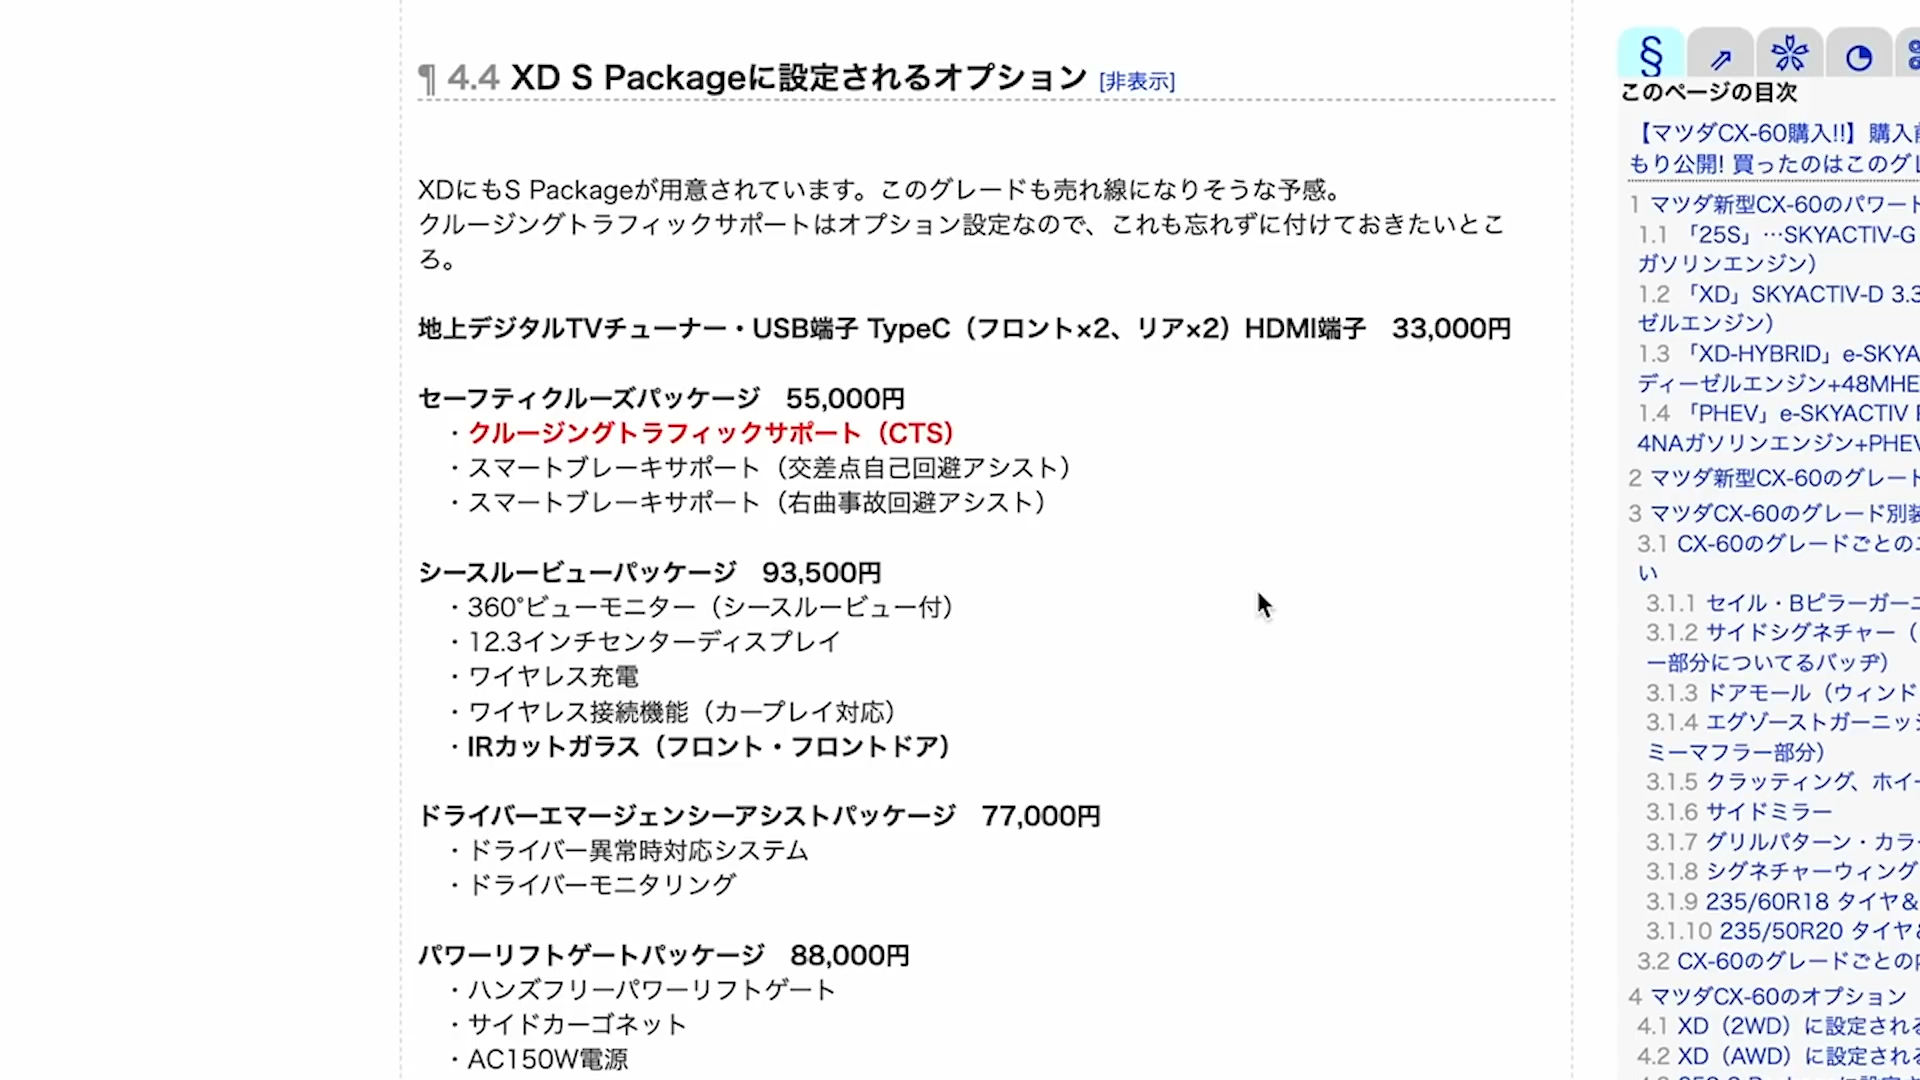 ¶ 4.4 XD S Packageに設定されるオプション [非表示]
XDにもS Packageが用意されています。このグレードも売れ線になりそうな予感。
クルージングトラフィックサポートはオプション設定なので、これも忘れずに付けておきたいとこ
ろ。
地上デジタルTVチューナー・USB端子 TypeC（フロント×2、リア×2）HDMI端子　33,000円
セーフティクルーズパッケージ　55,000円
・クルージングトラフィックサポート（CTS）
・スマートブレーキサポート（交差点自己回避アシスト）
・スマートブレーキサポート（右曲事故回避アシスト）
シースルービューパッケージ　93,500円
・360°ビューモニター（シースルービュー付）
・12.3インチセンターディスプレイ
・ワイヤレス充電
・ワイヤレス接続機能（カープレイ対応）
・IRカットガラス（フロント・フロントドア）
ドライバーエマージェンシーアシストパッケージ　77,000円
・ドライバー異常時対応システム
・ドライバーモニタリング
パワーリフトゲートパッケージ　88,000円
・ハンズフリーパワーリフトゲート
・サイドカーゴネット
・AC150W電源
§
このページの目次
【マツダCX-60購入!!】購入
もり公開! 買ったのはこのグレ
1 マツダ新型CX-60のパワート
1.1 「25S」…SKYACTIV-G
ガソリンエンジン）
1.2 「XD」SKYACTIV-D 3.3
ゼルエンジン）
1.3 「XD-HYBRID」e-SKYA
ディーゼルエンジン+48MHE
1.4 「PHEV」e-SKYACTIV
4NAガソリンエンジン+PHEV
2 マツダ新型CX-60のグレード
3 マツダCX-60のグレード別装
3.1 CX-60のグレードごとの
い
3.1.1 セイル・Bピラーガーニ
3.1.2 サイドシグネチャー（
ー部分についてるバッヂ）
3.1.3 ドアモール（ウィンド
3.1.4 エグゾーストガーニッシ
ミーマフラー部分）
3.1.5 クラッティング、ホイー
3.1.6 サイドミラー
3.1.7 グリルパターン・カラ
3.1.8 シグネチャーウィング
3.1.9 235/60R18 タイヤ&
3.1.10 235/50R20 タイヤ&
3.2 CX-60のグレードごとの
4 マツダCX-60のオプション
4.1 XD（2WD）に設定される
4.2 XD（AWD）に設定される